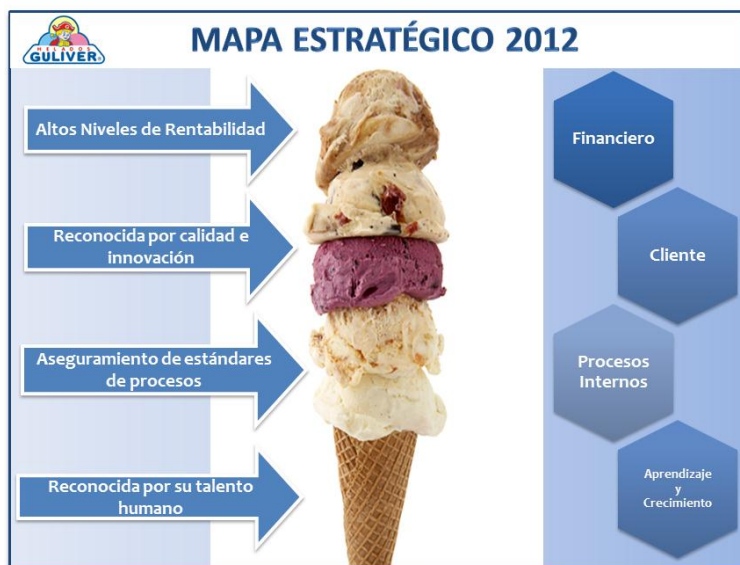 HELADOS
GULIVER
MAPA ESTRATÉGICO 2012
Altos Niveles de Rentabilidad
Financiero
Reconocida por calidad e
innovación
Cliente
Aseguramiento de estándares
de procesos
Procesos
Internos
Reconocida por su talento
humano
Aprendizaje
y
Crecimiento